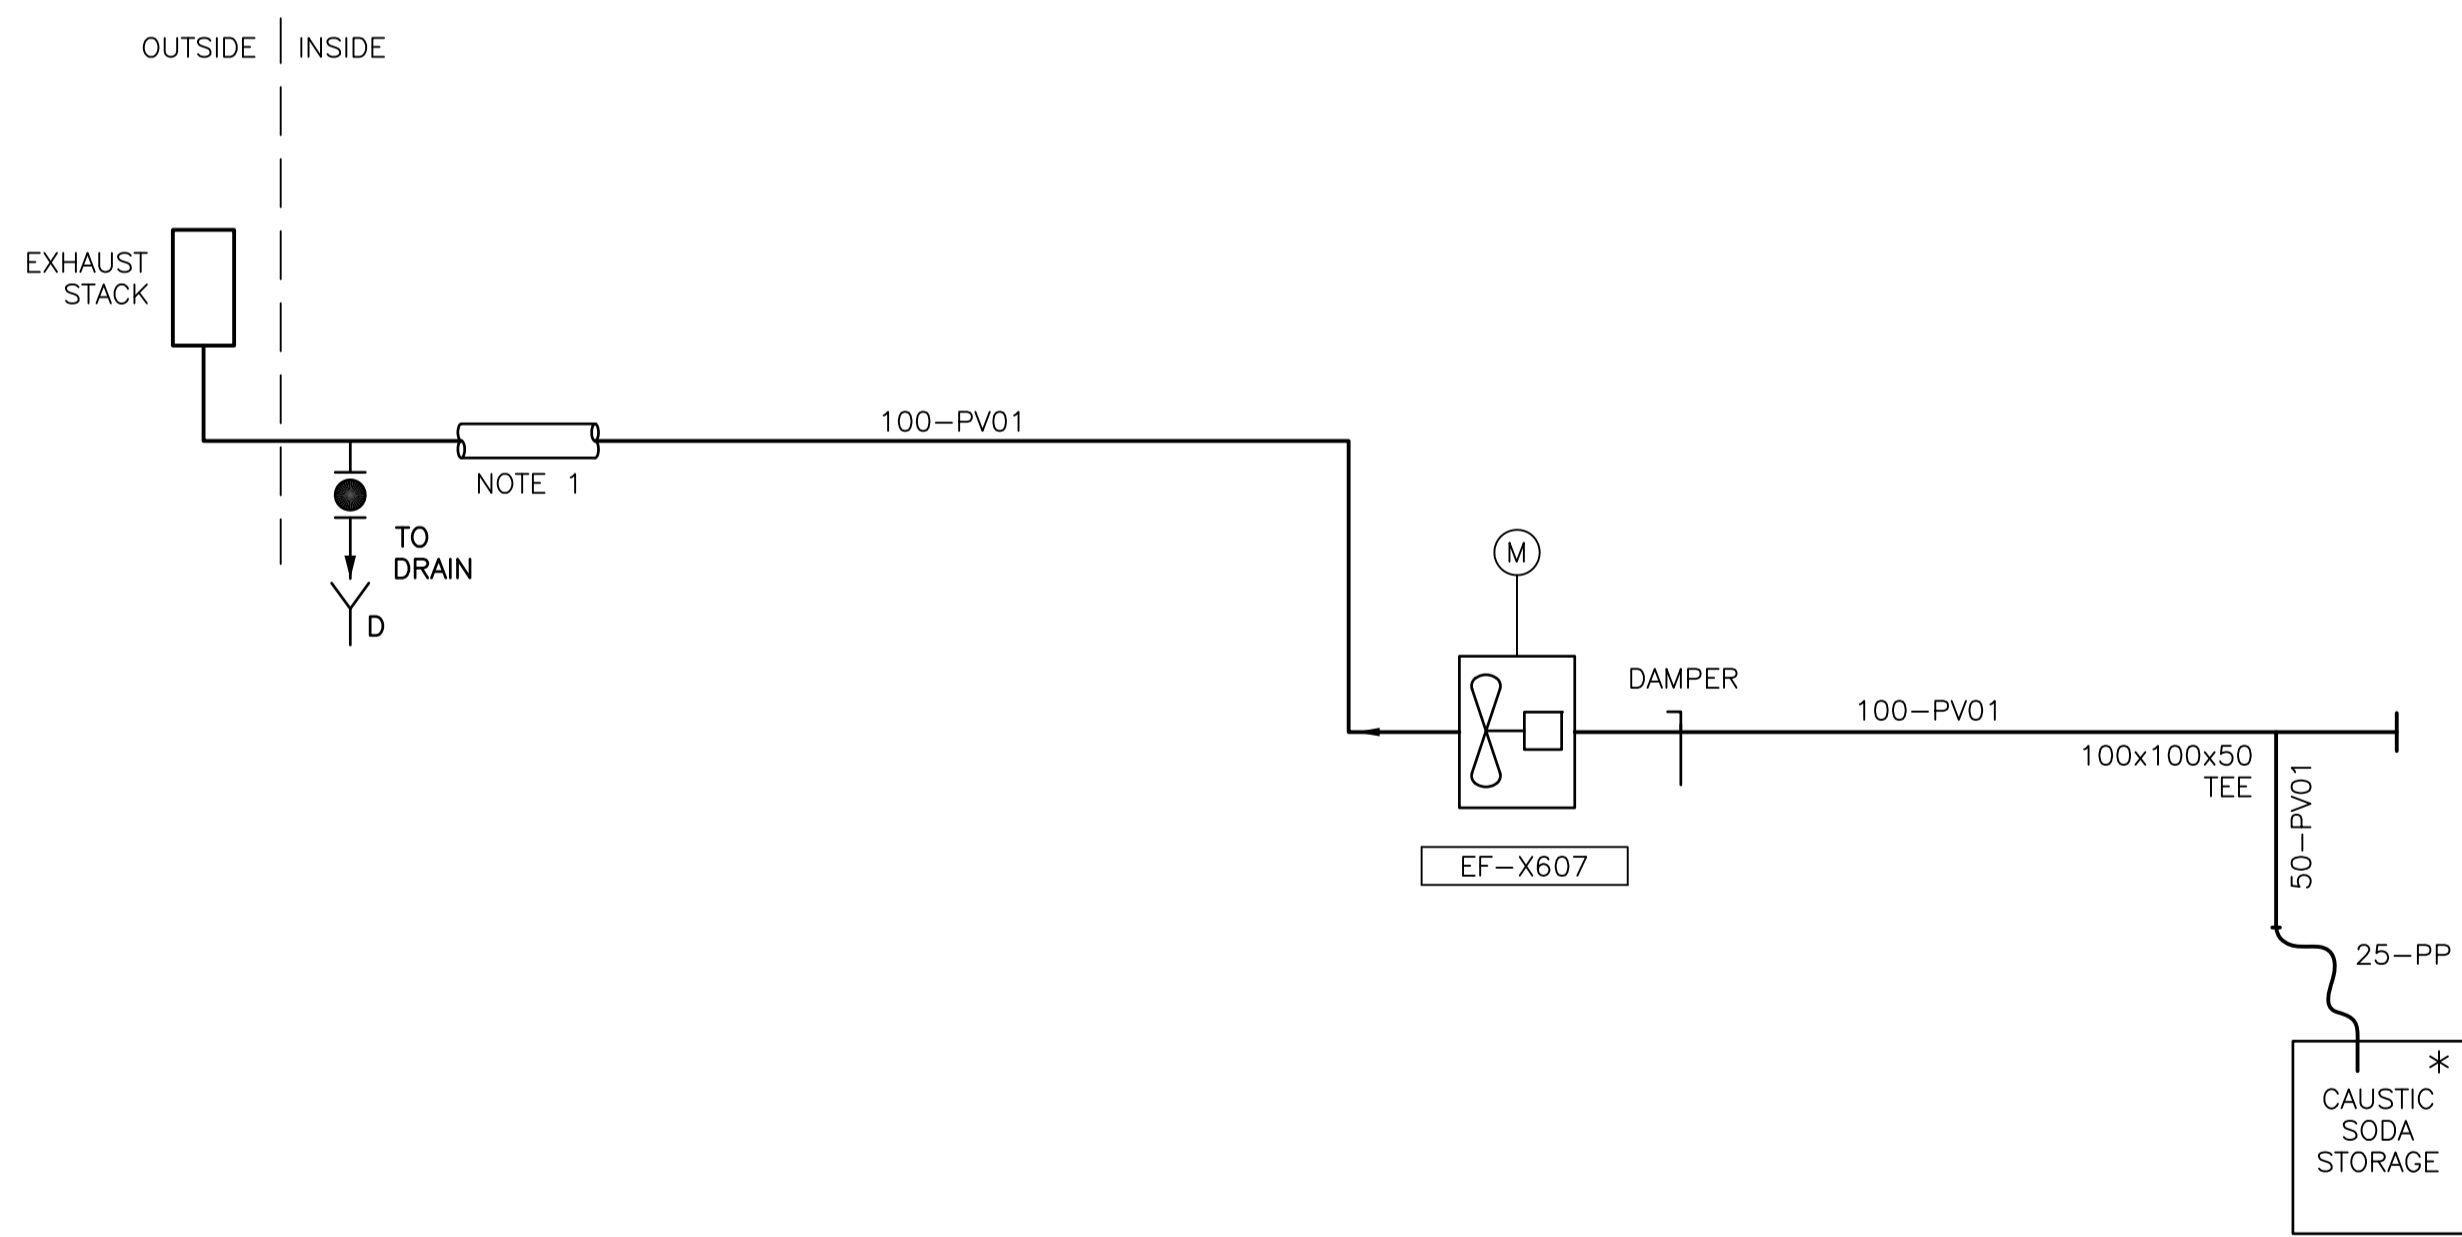 OUTSIDE
INSIDE
EXHAUST
STACK
100-PV01
NOTE 1
TO
DRAIN
D
M
DAMPER
100-PV01
100x100x50
TEE
50-PV01
EF-X607
25-PP
*
CAUSTIC
SODA
STORAGE